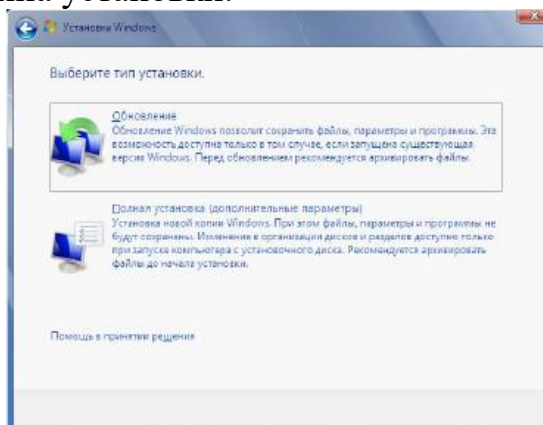 установки.
Установка Windows
Выберите тип установки.
Обновление
Обновление Windows позволит сохранить файлы, параметры и программы. Эта
возможность доступна только в том случае, если запущена существующая
версия Windows. Перед обновлением рекомендуется архивировать файлы.
Полная установка (дополнительные параметры)
Установка новой копии Windows. При этом файлы, параметры и программы не
будут сохранены. Изменение в организации дисков и разделов доступно только
при запуске компьютера с установочного диска. Рекомендуется архивировать
файлы до начала установки.
Помощь в принятии решения